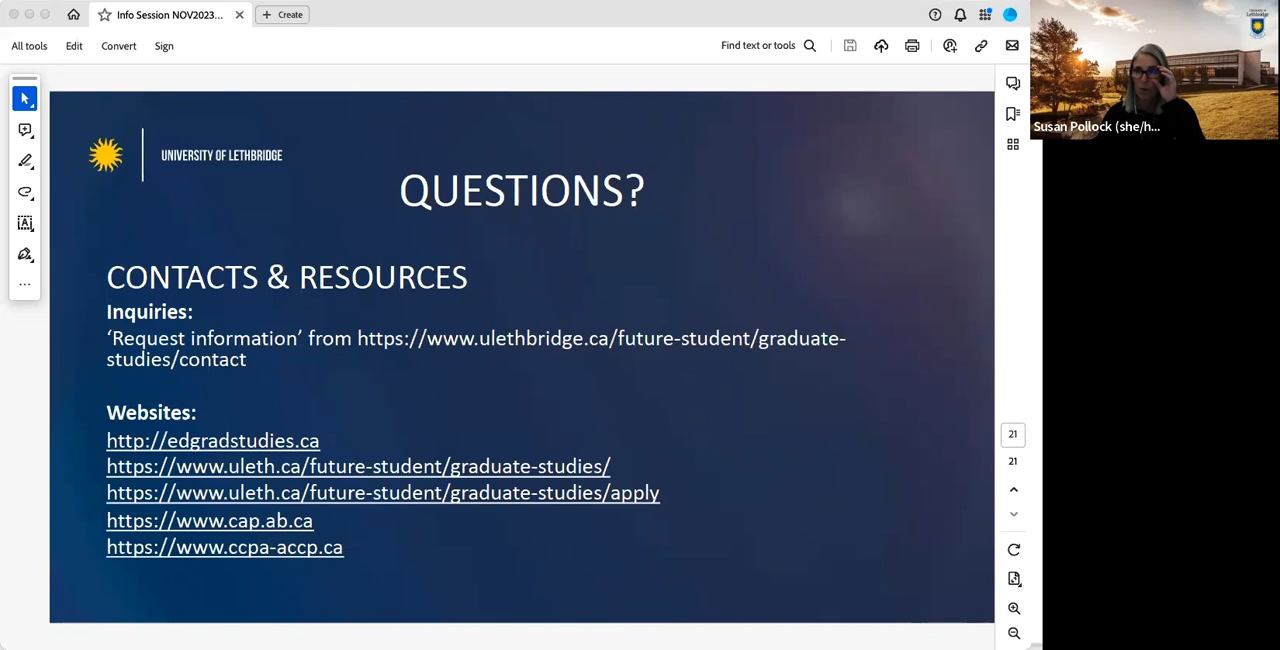 Info Session NOV2023...
Create
All tools
Edit
Convert
Sign
Find text or tools
Susan Pollock (she/h...
UNIVERSITY OF LETHBRIDGE
QUESTIONS?
CONTACTS & RESOURCES
Inquiries:
‘Request information’ from https://www.ulethbridge.ca/future-student/graduate-
studies/contact
Websites:
http://edgradstudies.ca
https://www.uleth.ca/future-student/graduate-studies/
https://www.uleth.ca/future-student/graduate-studies/apply
https://www.cap.ab.ca
https://www.ccpa-accp.ca
21
21
Lethbridge